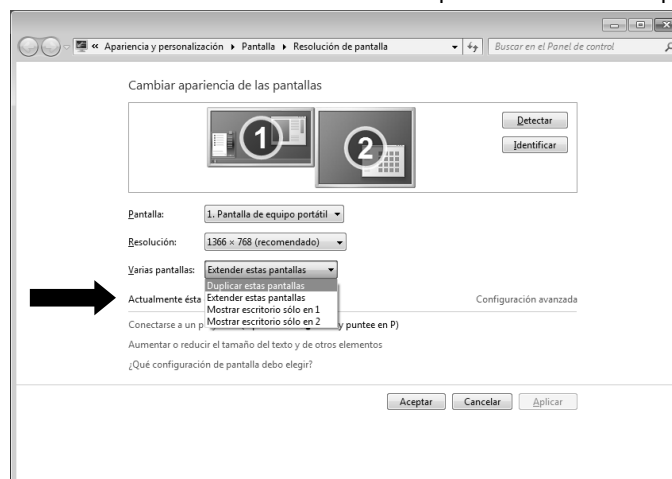 « Apariencia y personalización ▸ Pantalla ▸ Resolución de pantalla
Buscar en el Panel de control
Cambiar apariencia de las pantallas
1
2
Detectar
Identificar
Pantalla: 1. Pantalla de equipo portátil
Resolución: 1366 × 768 (recomendado)
Varias pantallas: Extender estas pantallas
Duplicar estas pantallas
Actualmente ésta
Extender estas pantallas
Configuración avanzada
Mostrar escritorio sólo en 1
Mostrar escritorio sólo en 2
Conectarse a un p y puntee en P)
Aumentar o reducir el tamaño del texto y de otros elementos
¿Qué configuración de pantalla debo elegir?
Aceptar Cancelar Aplicar